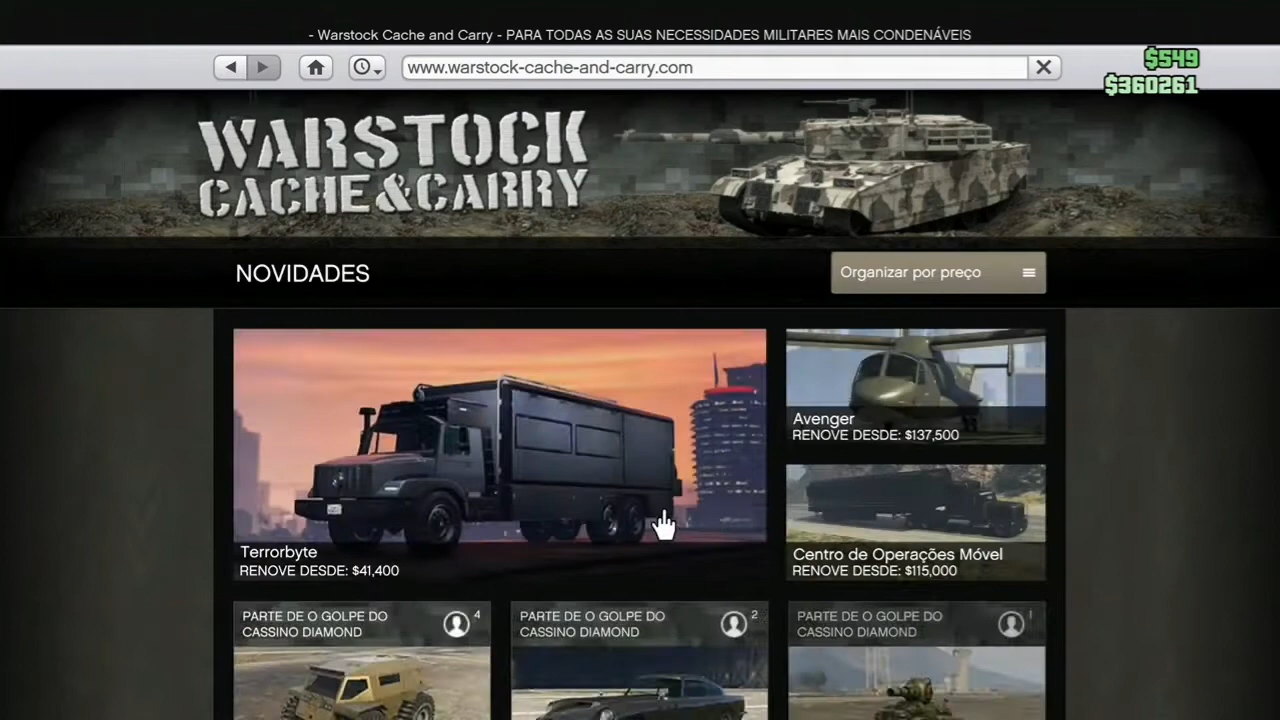 - Warstock Cache and Carry - PARA TODAS AS SUAS NECESSIDADES MILITARES MAIS CONDENÁVEIS
www.warstock-cache-and-carry.com
$549
$360261
WARSTOCK
CACHE&CARRY
NOVIDADES
Organizar por preço
Terrorbyte
RENOVE DESDE: $41,400
Avenger
RENOVE DESDE: $137,500
Centro de Operações Móvel
RENOVE DESDE: $115,000
PARTE DE O GOLPE DO
CASSINO DIAMOND
4
PARTE DE O GOLPE DO
CASSINO DIAMOND
2
PARTE DE O GOLPE DO
CASSINO DIAMOND
1